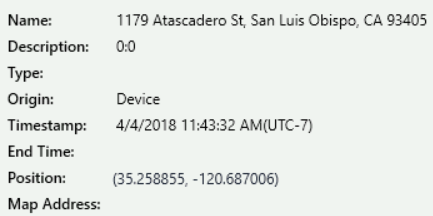 Name: 1179 Atascadero St, San Luis Obispo, CA 93405
Description: 0:0
Type:
Origin: Device
Timestamp: 4/4/2018 11:43:32 AM(UTC-7)
End Time:
Position: (35.258855, -120.687006)
Map Address: